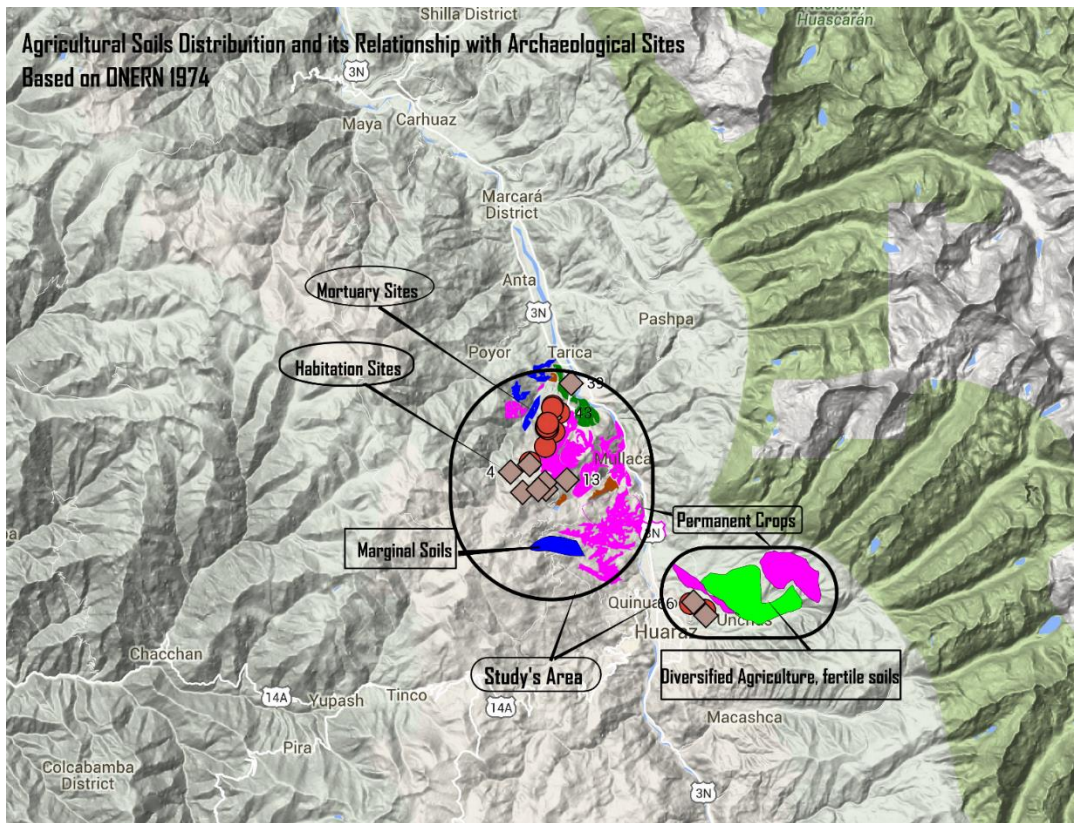 Shilla District
Nacional
Huascarán
Agricultural Soils Distribuition and its Relationship with Archaeological Sites
Based on ONERN 1974
3N
Maya
Carhuaz
Marcará
District
Anta
Mortuary Sites
3N
Pashpa
Poyor
Tarica
Habitation Sites
39
43
Mullaca
4
13
Permanent Crops
3N
Marginal Soils
Quinua
66
Unchus
Huaraz
Chacchan
Study's Area
Diversified Agriculture, fertile soils
14A
Yupash
Tinco
14A
Macashca
Pira
Colcabamba
District
3N